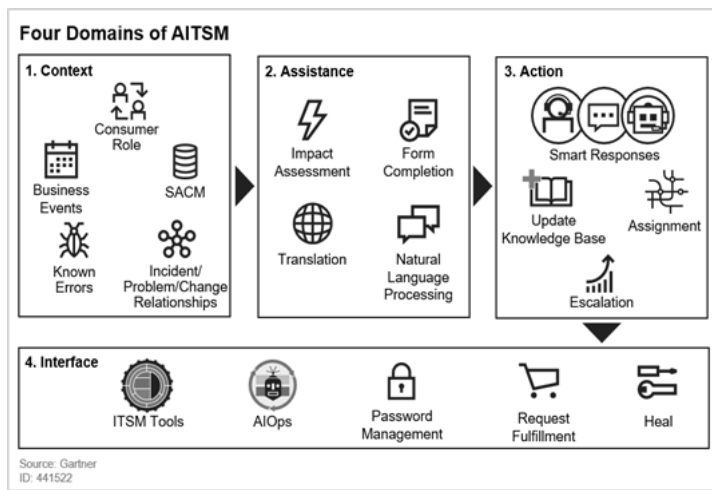 Four Domains of AITSM
1. Context
Consumer
Role
Business
Events
SACM
Known
Errors
Incident/
Problem/Change
Relationships
2. Assistance
Impact
Assessment
Form
Completion
Translation
Natural
Language
Processing
3. Action
Smart Responses
Update
Knowledge Base
Assignment
Escalation
4. Interface
ITSM Tools
AIOps
Password
Management
Request
Fulfillment
Heal
Source: Gartner
ID: 441522